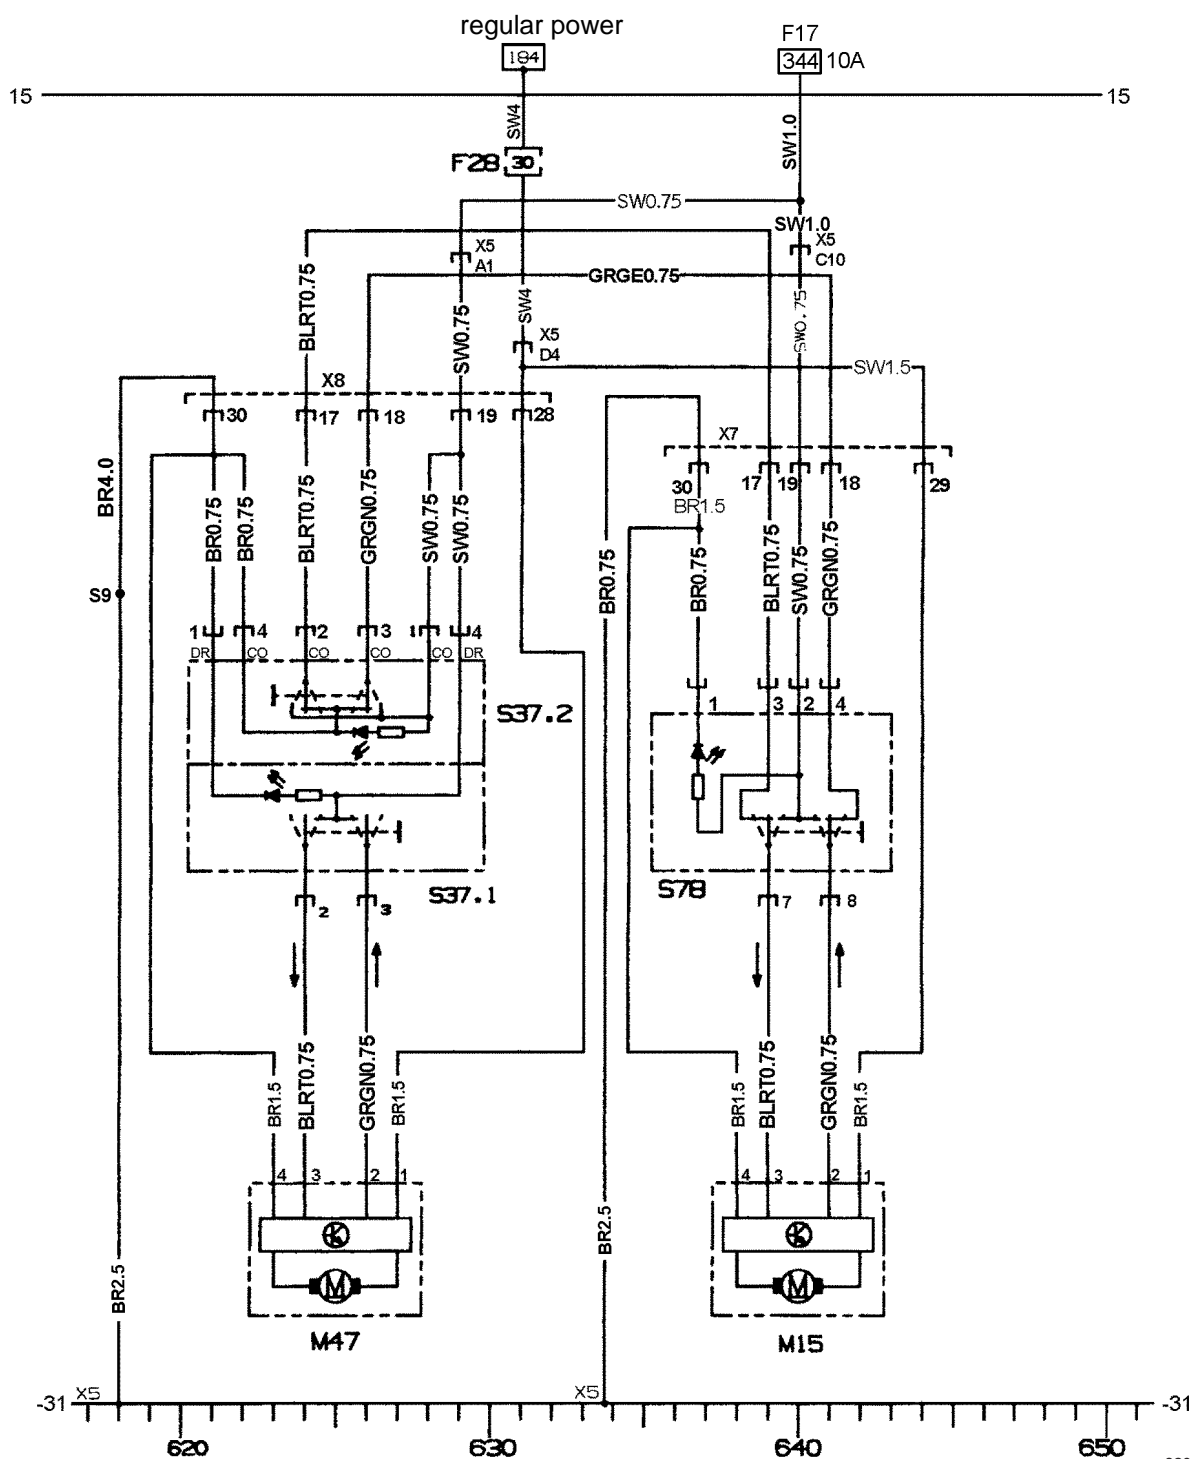 regular power
F17
184
344 10A
15
15
SW4
SW1.0
F28 30
SW0.75
SW1.0
X5
A1
X5
C10
GRGE0.75
BLRT0.75
SW4
SW0.75
SW0.75
X5
D4
SW1.5
X8
30
17
18
19
28
X7
30
17
19
18
29
BR1.5
BR4.0
BR0.75
BR0.75
BLRT0.75
GRGN0.75
SW0.75
SW0.75
BR0.75
BR0.75
BLRT0.75
SW0.75
GRGN0.75
S9
1
4
2
3
1
4
DR
CO
CO
CO
CO
DR
1
3
2
4
S37.2
S37.1
S78
2
3
7
8
BR1.5
BLRT0.75
GRGN0.75
BR1.5
BR1.5
BLRT0.75
GRGN0.75
BR1.5
4
3
2
1
4
3
2
1
K
K
M
M
BR2.5
BR2.5
M47
M15
-31
X5
X5
-31
620
630
640
650